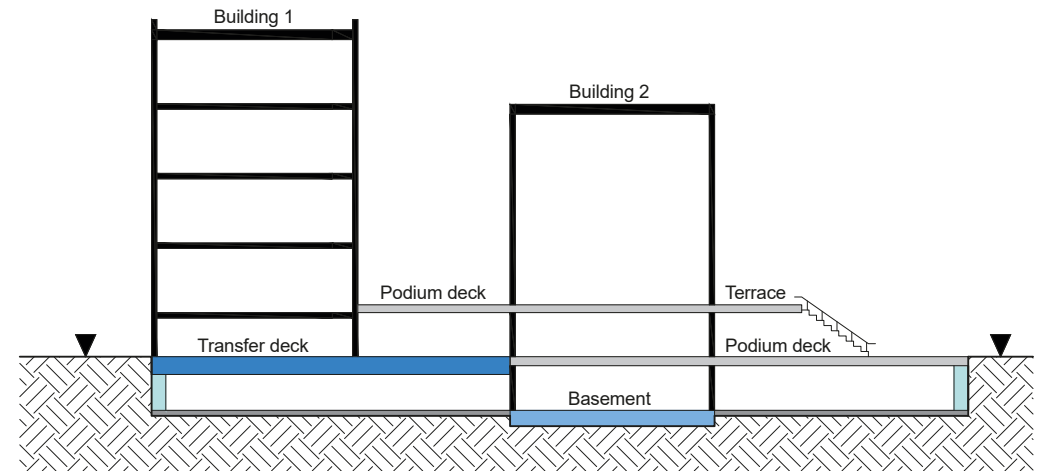 Building 1
Building 2
Podium deck
Terrace
Transfer deck
Podium deck
Basement